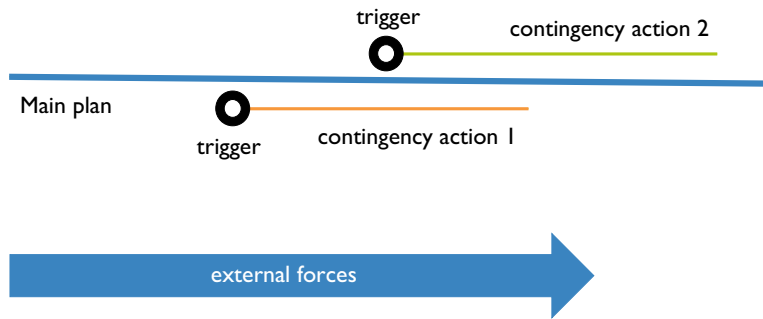 trigger
contingency action 2
Main plan
trigger
contingency action 1
external forces